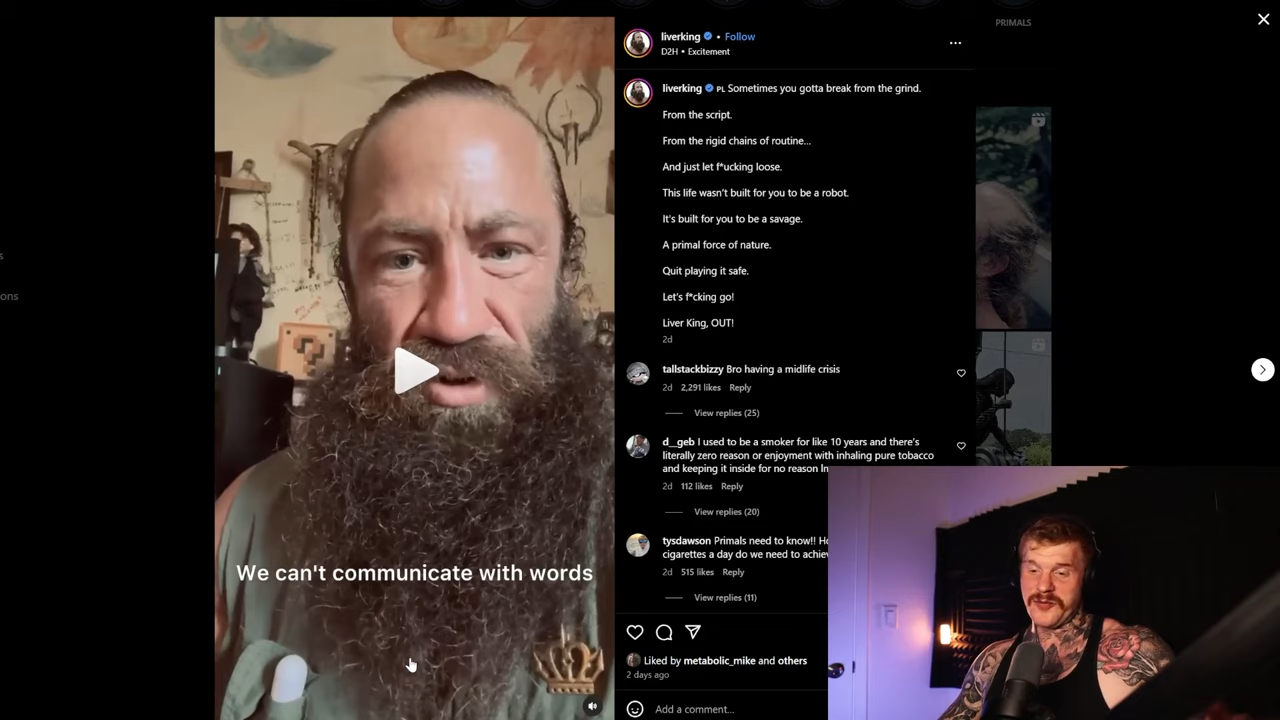 PRIMALS
liverking • Follow
D2H • Excitement
liverking PL Sometimes you gotta break from the grind.
From the script.
From the rigid chains of routine...
And just let f*ucking loose.
This life wasn't built for you to be a robot.
It's built for you to be a savage.
A primal force of nature.
Quit playing it safe.
Let's f*cking go!
Liver King, OUT!
2d
tallstackbizzy Bro having a midlife crisis
2d 2,291 likes Reply
View replies (25)
d__geb I used to be a smoker for like 10 years and there's
literally zero reason or enjoyment with inhaling pure tobacco
and keeping it inside for no reason
2d 112 likes Reply
View replies (20)
tysdawson Primals need to know!!
cigarettes a day do we need to
2d 515 likes Reply
View replies (11)
Liked by metabolic_mike and others
2 days ago
Add a comment...
We can't communicate with words
s
ons